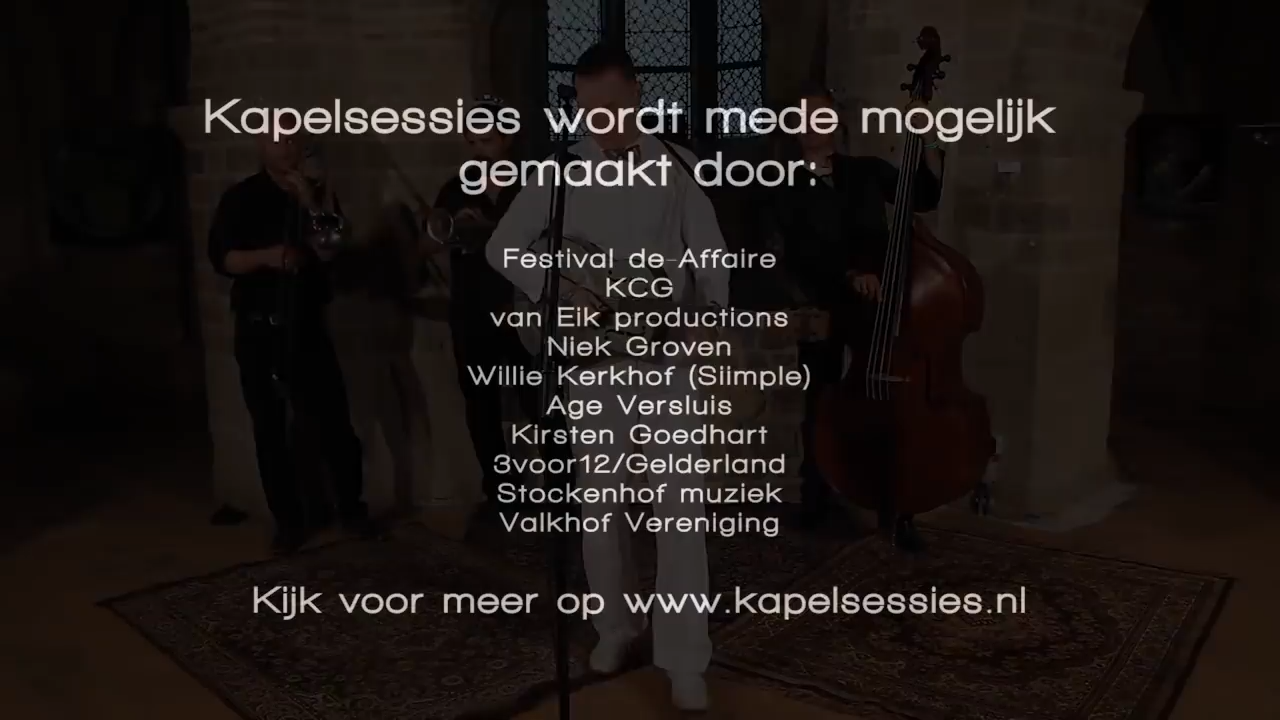 Kapelsessies wordt mede mogelijk
gemaakt door:
Festival de-Affaire
KCG
van Eik productions
Niek Groven
Willie Kerkhof (Siimple)
Age Versluis
Kirsten Goedhart
3voor12/Gelderland
Stockenhof muziek
Valkhof Vereniging
Kijk voor meer op www.kapelsessies.nl